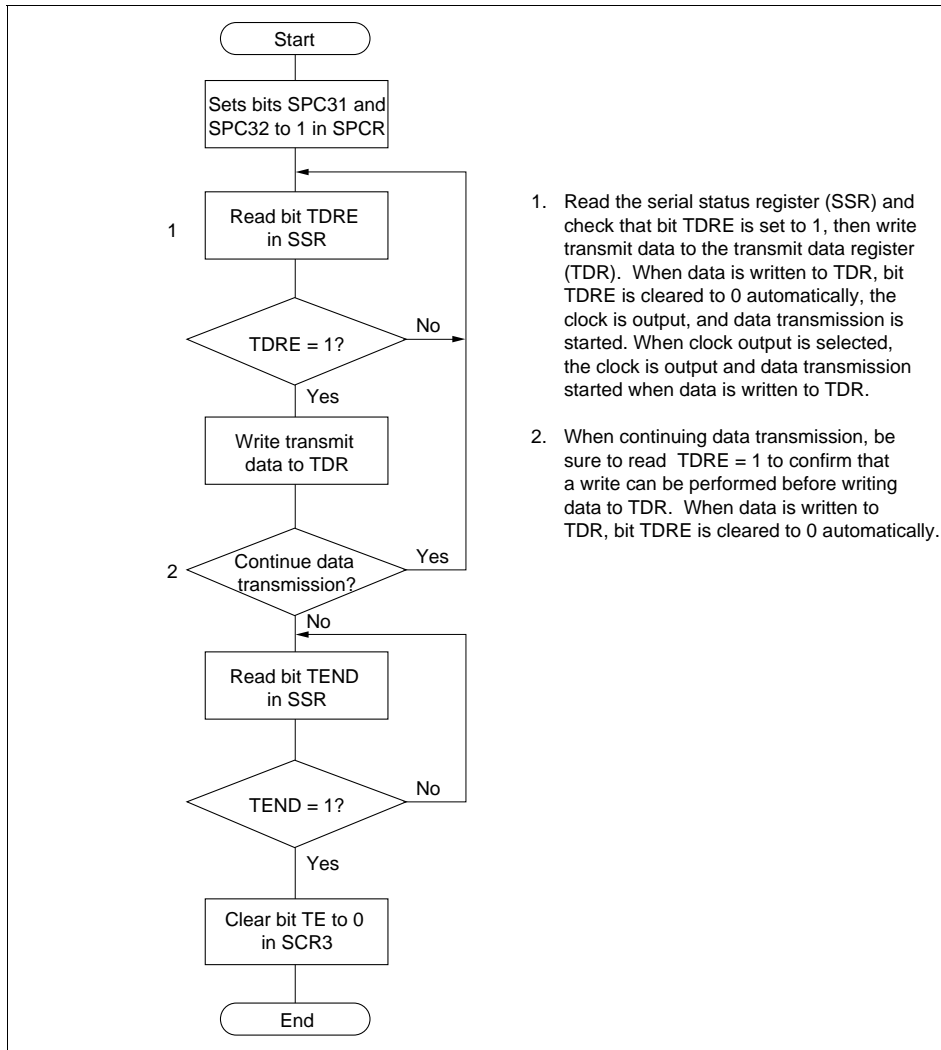 Start
Sets bits SPC31 and
SPC32 to 1 in SPCR
1
Read bit TDRE
in SSR
TDRE = 1?
No
Yes
Write transmit
data to TDR
2
Continue data
transmission?
Yes
No
Read bit TEND
in SSR
TEND = 1?
No
Yes
Clear bit TE to 0
in SCR3
End
1. Read the serial status register (SSR) and
check that bit TDRE is set to 1, then write
transmit data to the transmit data register
(TDR). When data is written to TDR, bit
TDRE is cleared to 0 automatically, the
clock is output, and data transmission is
started. When clock output is selected,
the clock is output and data transmission
started when data is written to TDR.
2. When continuing data transmission, be
sure to read TDRE = 1 to confirm that
a write can be performed before writing
data to TDR. When data is written to
TDR, bit TDRE is cleared to 0 automatically.